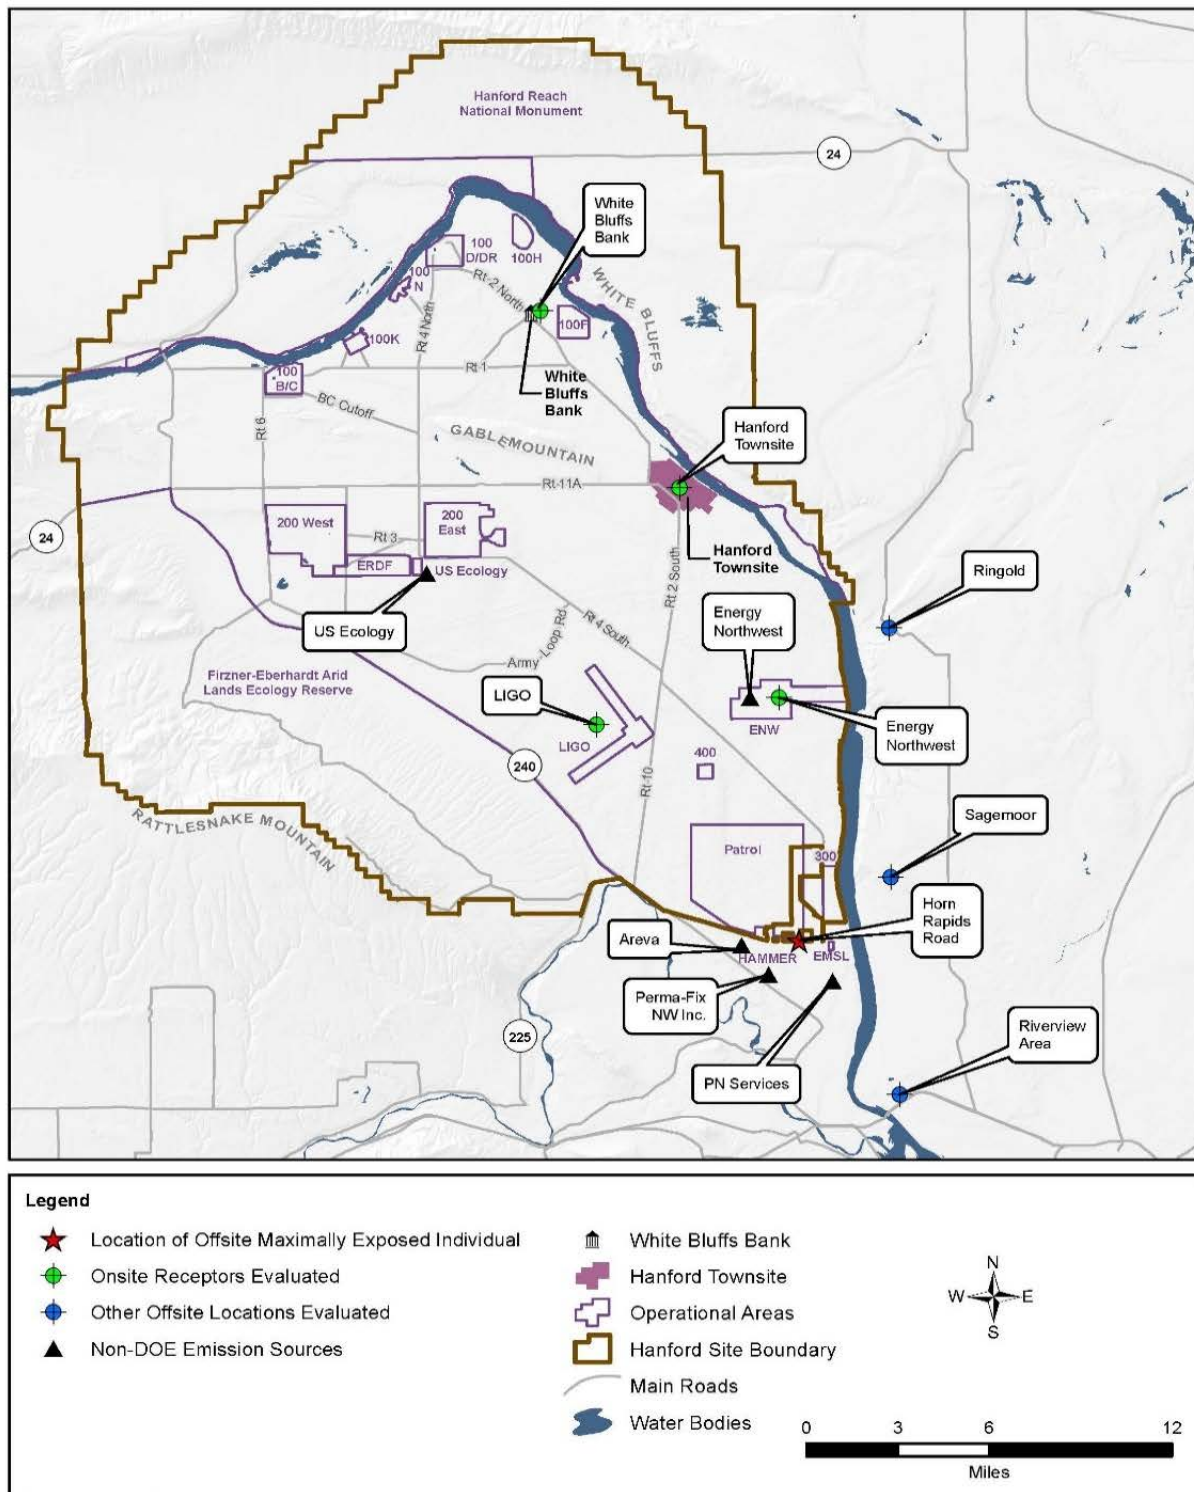 Hanford Reach
National Monument
24
White
Bluffs
Bank
100
D/DR
100H
100
N
Rt 2 North
WHITE BLUFFS
100F
Rt 4 North
100K
Rt 1
White
Bluffs
Bank
100
B/C
BC Cutoff
Rt 6
GABLE MOUNTAIN
Hanford
Townsite
Rt 11A
24
200 West
200
East
Rt 3
ERDF
US Ecology
Hanford
Townsite
Ringold
US Ecology
Rt 2 South
Energy
Northwest
Rt 4 South
Army Loop Rd
Firzner-Eberhardt Arid
Lands Ecology Reserve
LIGO
LIGO
ENW
Energy
Northwest
240
400
Rt 10
RATTLESNAKE MOUNTAIN
Sagemoor
Patrol
300
Horn
Rapids
Road
Areva
HAMMER
EMSL
Perma-Fix
NW Inc.
225
Riverview
Area
PN Services
Legend
Location of Offsite Maximally Exposed Individual
Onsite Receptors Evaluated
Other Offsite Locations Evaluated
Non-DOE Emission Sources
White Bluffs Bank
Hanford Townsite
Operational Areas
Hanford Site Boundary
Main Roads
Water Bodies
N
W E
S
0 3 6 12
Miles